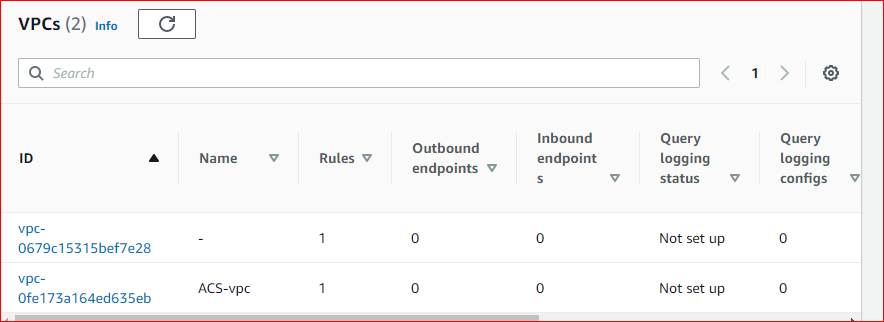 VPCs (2) Info
Search
1
ID Name Rules Outbound endpoints Inbound endpoint s Query logging status Query logging configs
vpc-0679c15315bef7e28 - 1 0 0 Not set up 0
vpc-0fe173a164ed635eb ACS-vpc 1 0 0 Not set up 0